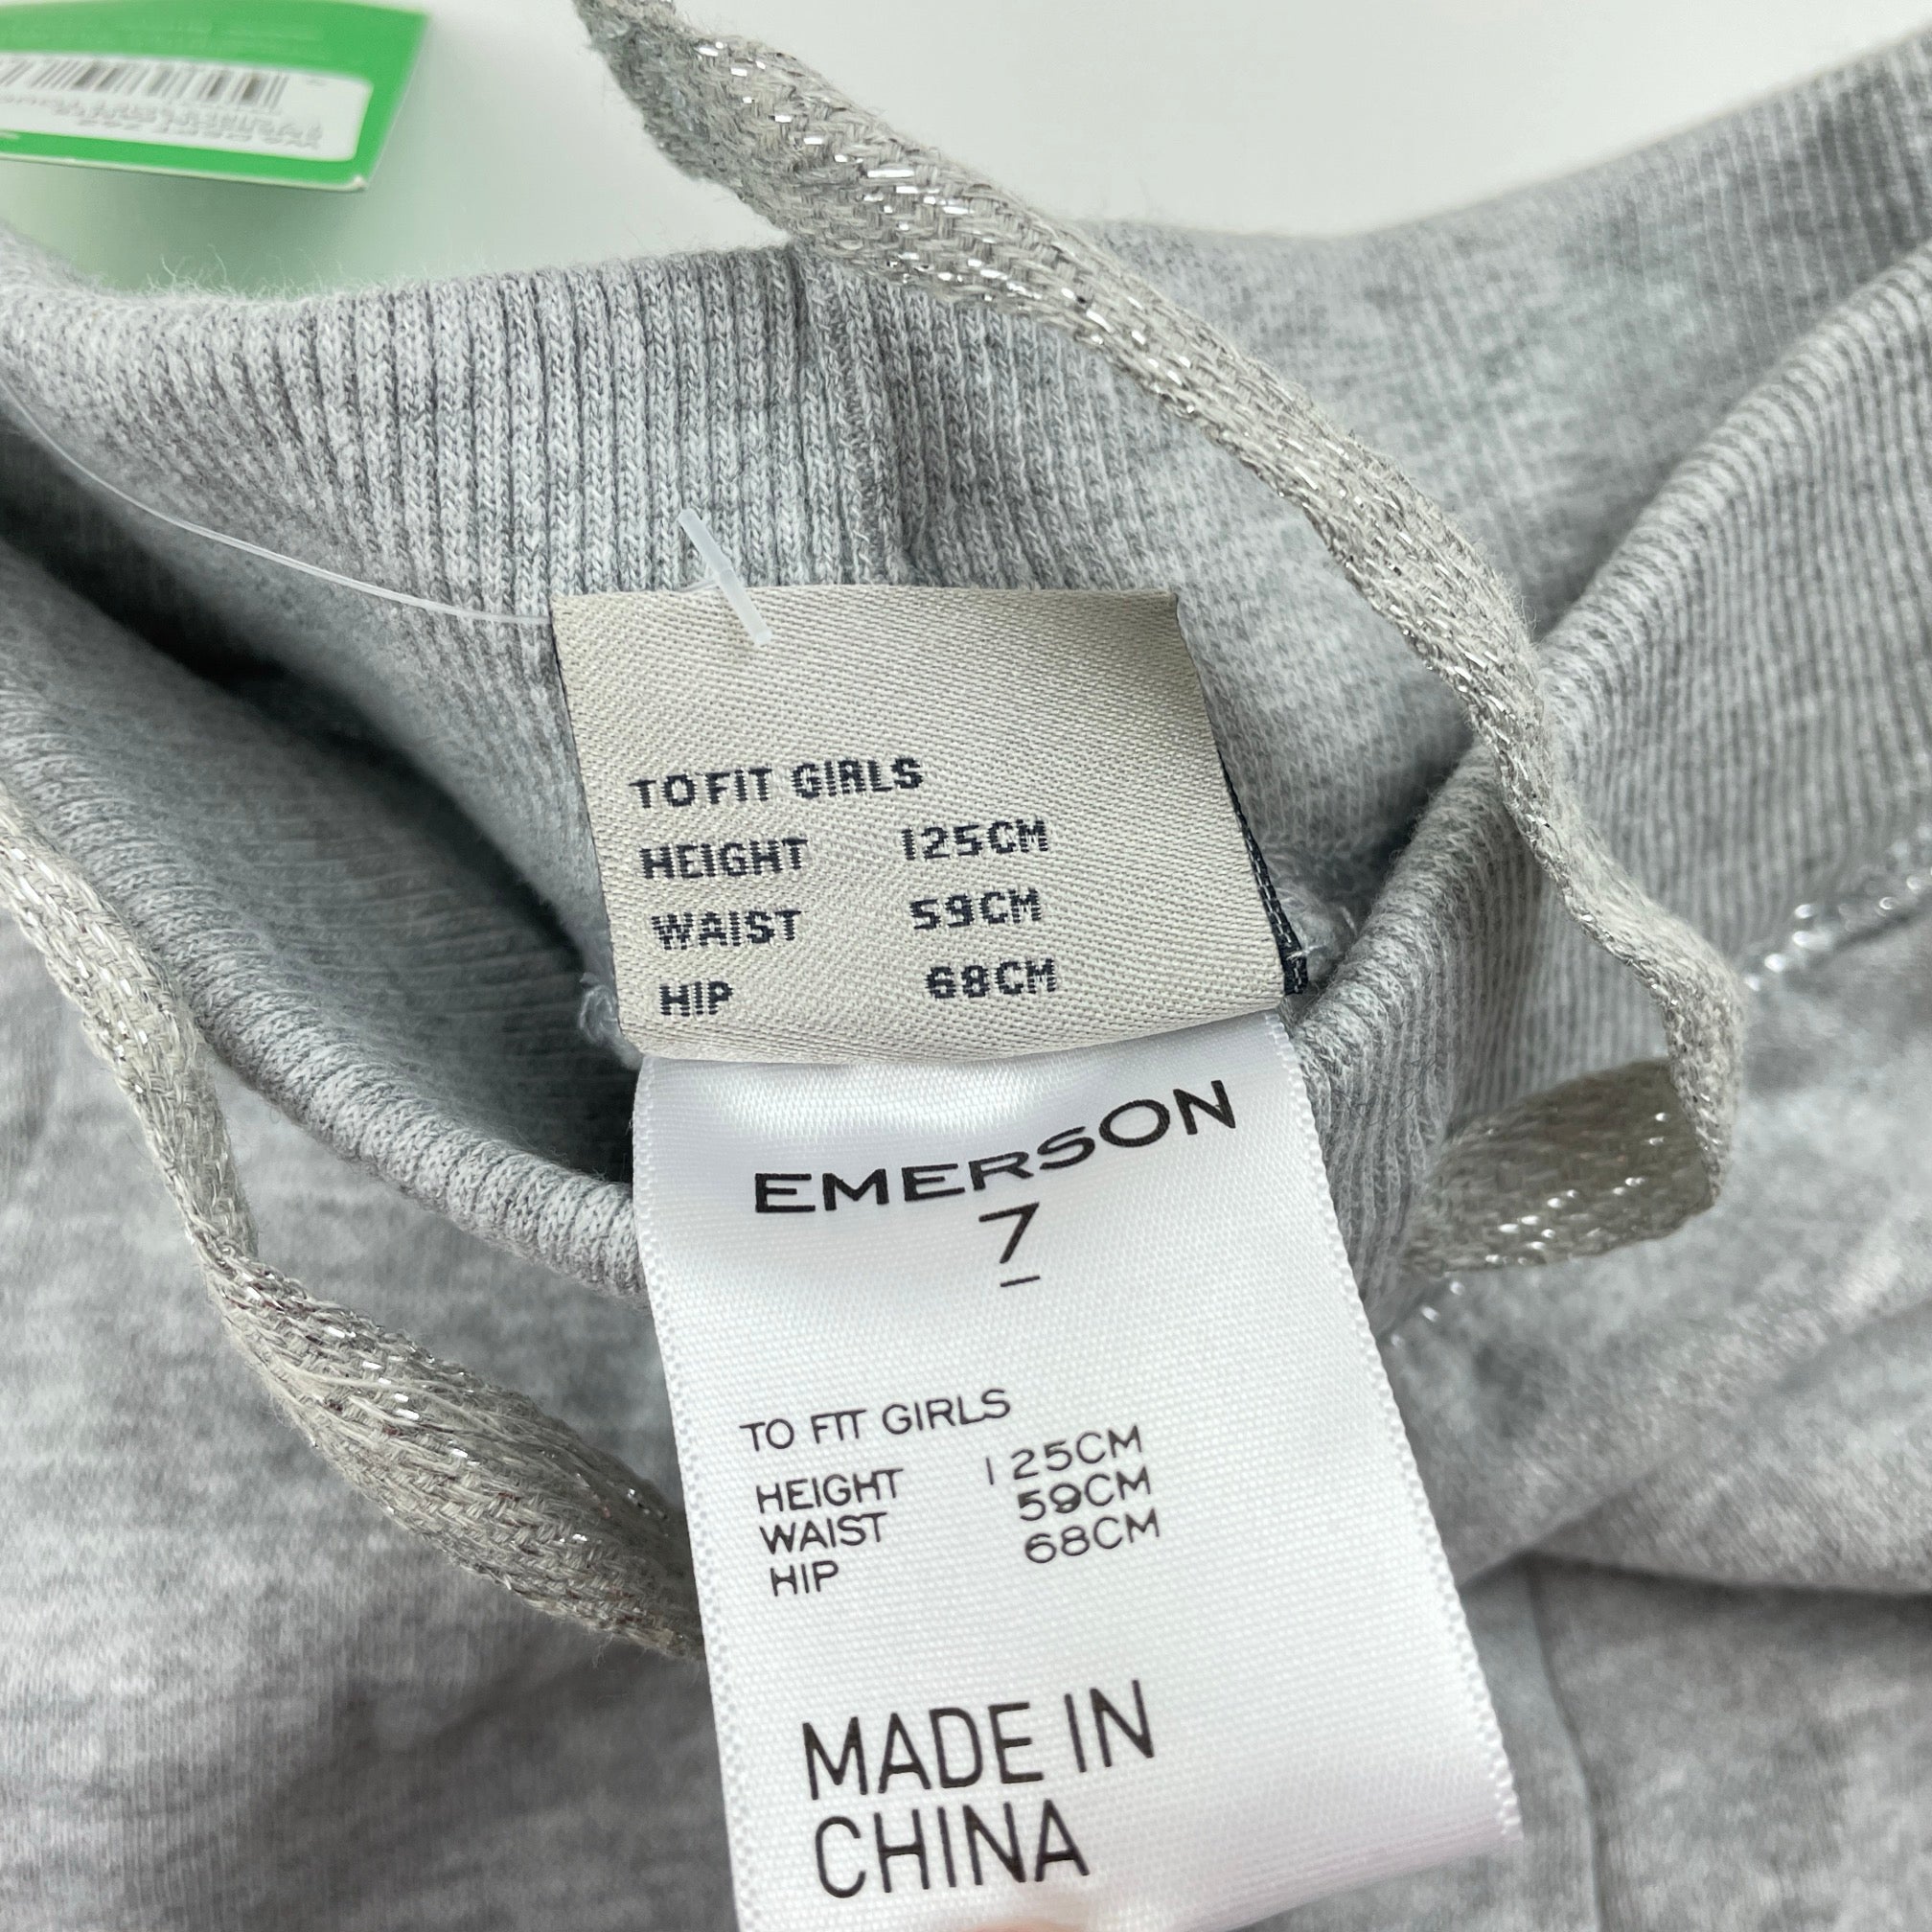 TO FIT GIRLS
HEIGHT 125CM
WAIST 59CM
HIP 68CM
EMERSON
7
TO FIT GIRLS
HEIGHT 125CM
WAIST 59CM
HIP 68CM
MADE IN
CHINA